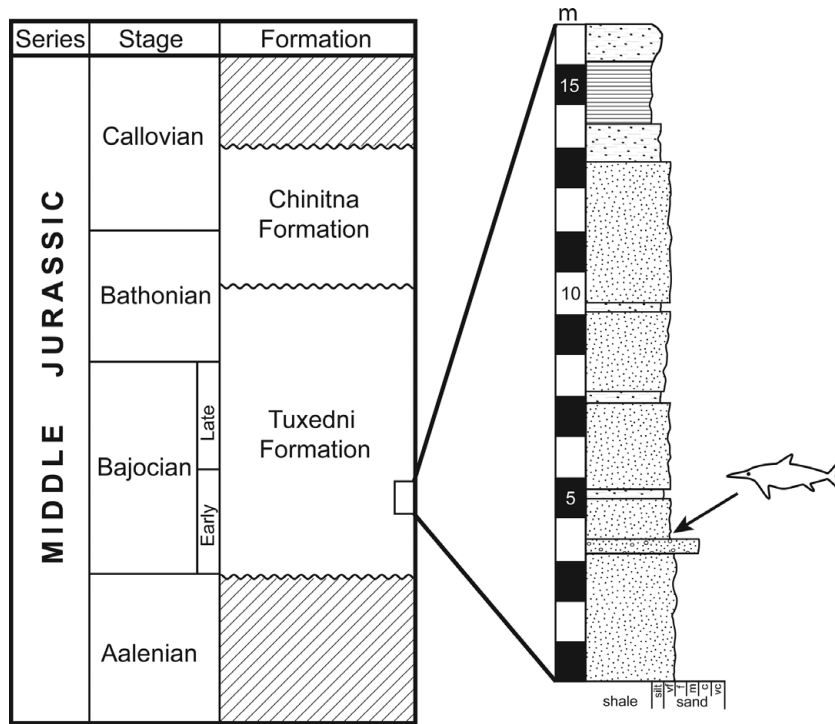 Series Stage Formation
MIDDLE JURASSIC
Callovian
Bathonian
Bajocian
Late
Early
Aalenian
Chinitna
Formation
Tuxedni
Formation
m
15
10
5
shale
silt
vf
f
m
c
vc
sand